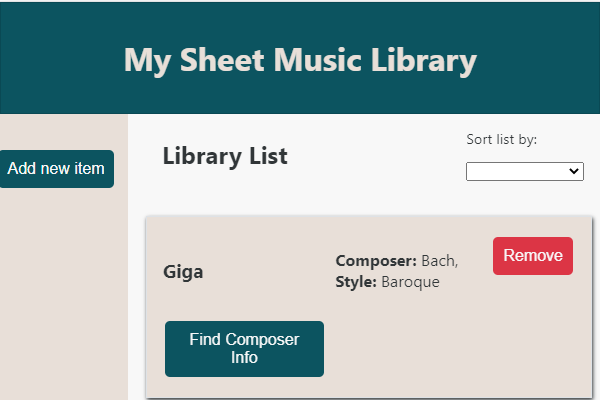 My Sheet Music Library
Add new item
Library List
Sort list by:
Giga
Composer: Bach,
Style: Baroque
Remove
Find Composer
Info